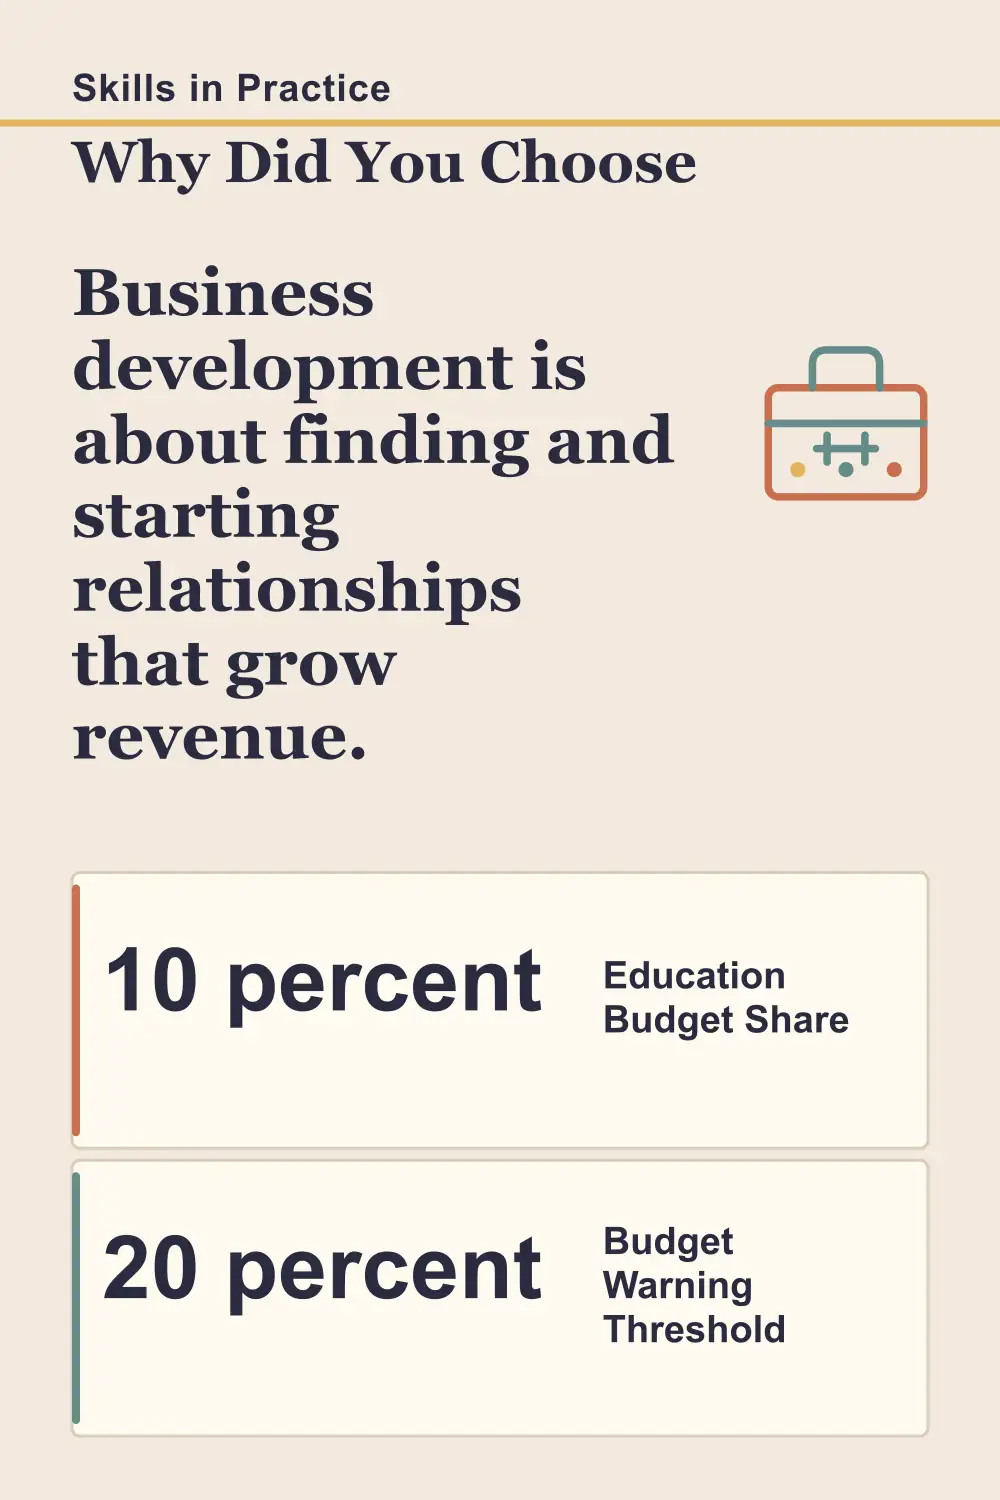 Skills in Practice
Why Did You Choose
Business
development is
about finding and
starting
relationships
that grow
revenue.
10 percent
Education
Budget Share
20 percent
Budget
Warning
Threshold